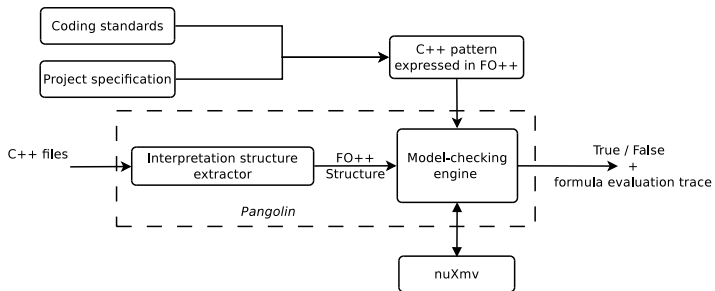 Coding standards
Project specification
C++ pattern
expressed in FO++
C++ files
Interpretation structure
extractor
FO++
Structure
Model-checking
engine
True / False
+
formula evaluation trace
Pangolin
nuXmv